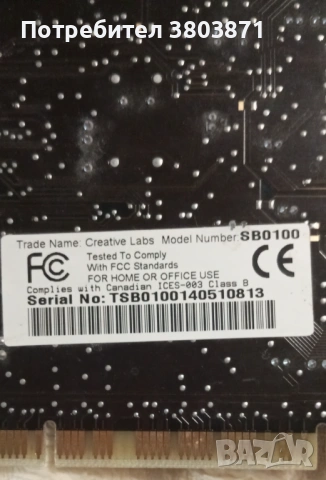 Потребител 3803871
Trade Name: Creative Labs Model Number: SB0100
FC
Tested To Comply
With FCC Standards
FOR HOME OR OFFICE USE
CE
Complies with Canadian ICES-003 Class B
Serial No: TSB0100140510813
BAZAR